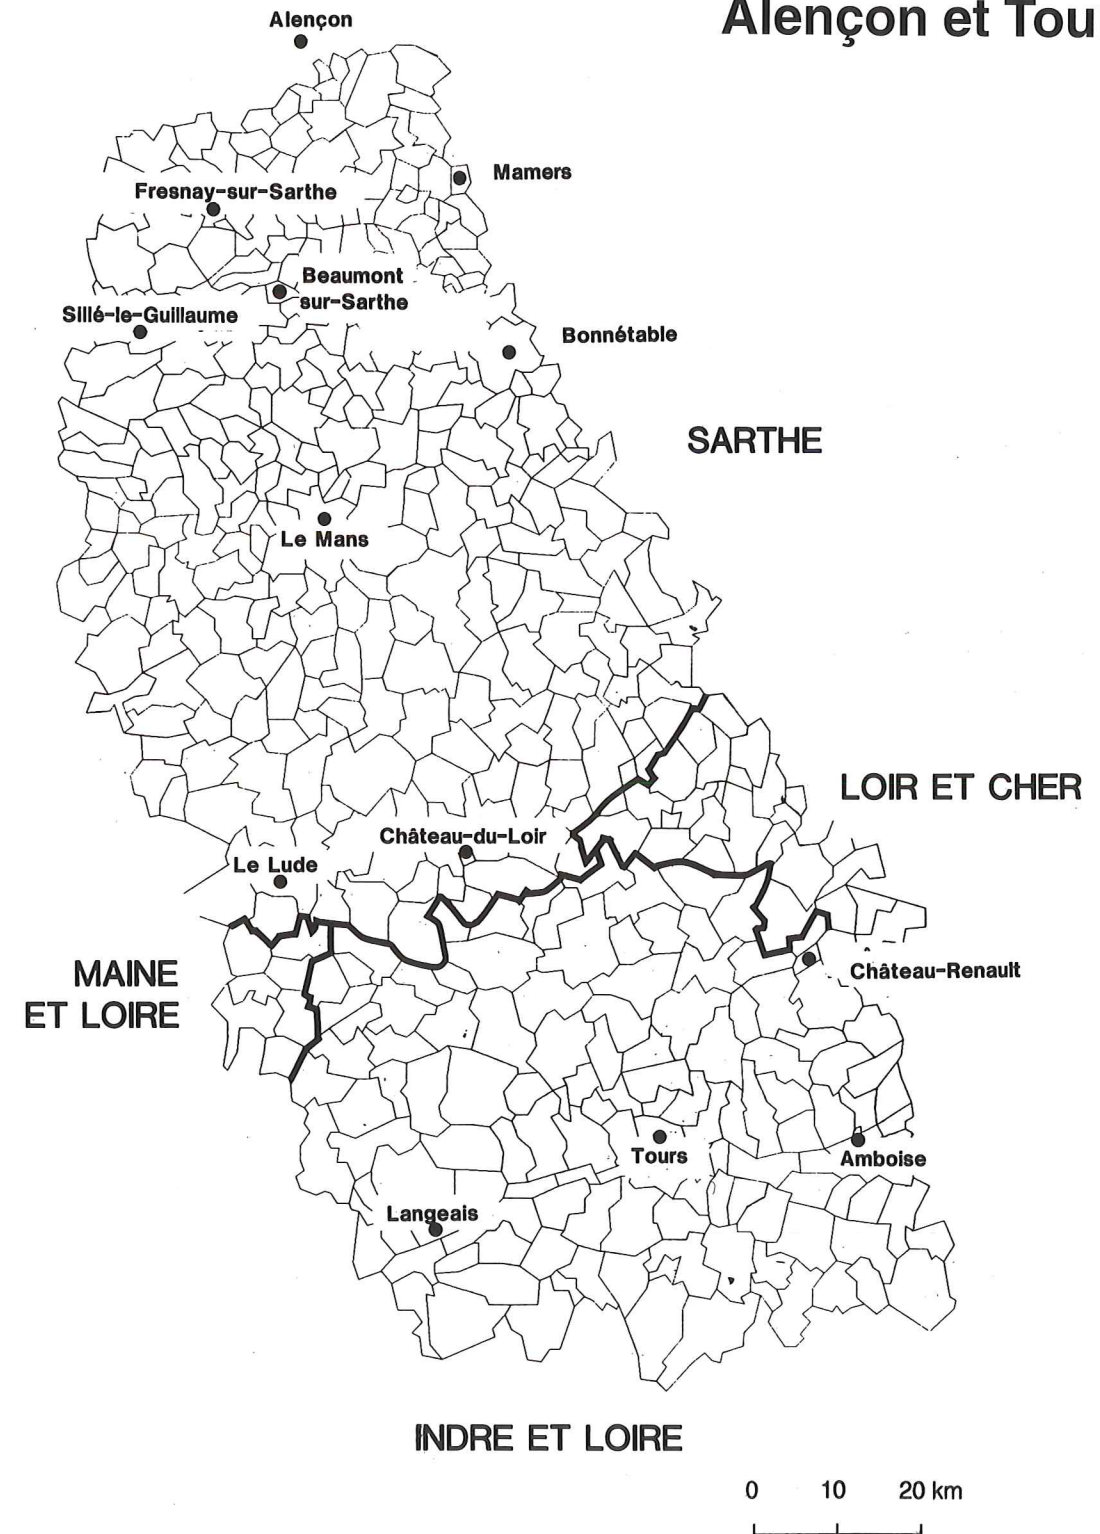 Alençon et Tou
Alençon
Mamers
Fresnay-sur-Sarthe
Beaumont
sur-Sarthe
Sillé-le-Guillaume
Bonnétable
SARTHE
Le Mans
LOIR ET CHER
Château-du-Loir
Le Lude
MAINE
ET LOIRE
Château-Renault
Tours
Amboise
Langeais
INDRE ET LOIRE
0 10 20 km